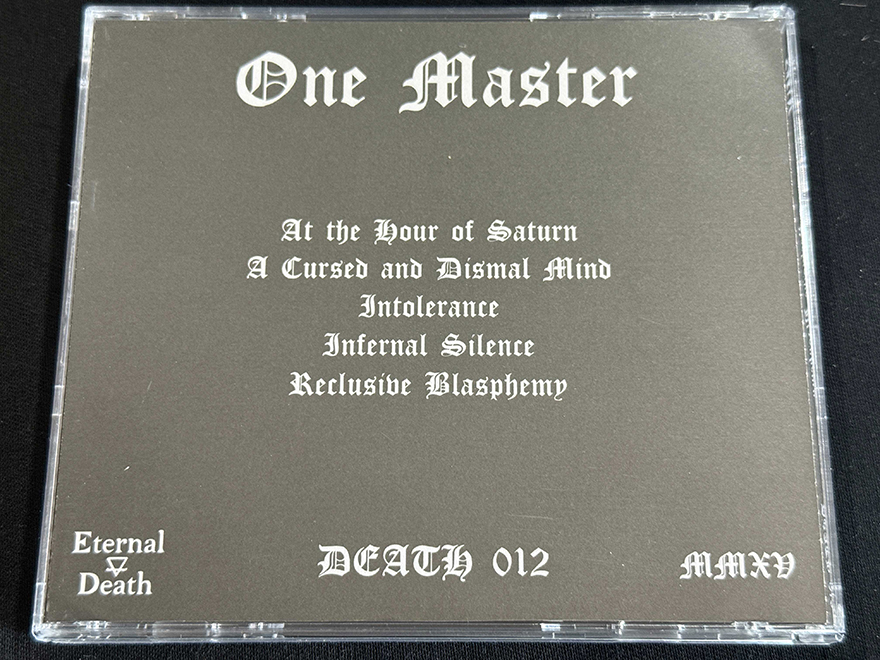 One Master
At the Hour of Saturn
A Cursed and Dismal Mind
Intolerance
Infernal Silence
Reclusive Blasphemy
Eternal
Death
DEATH 012
MMXV